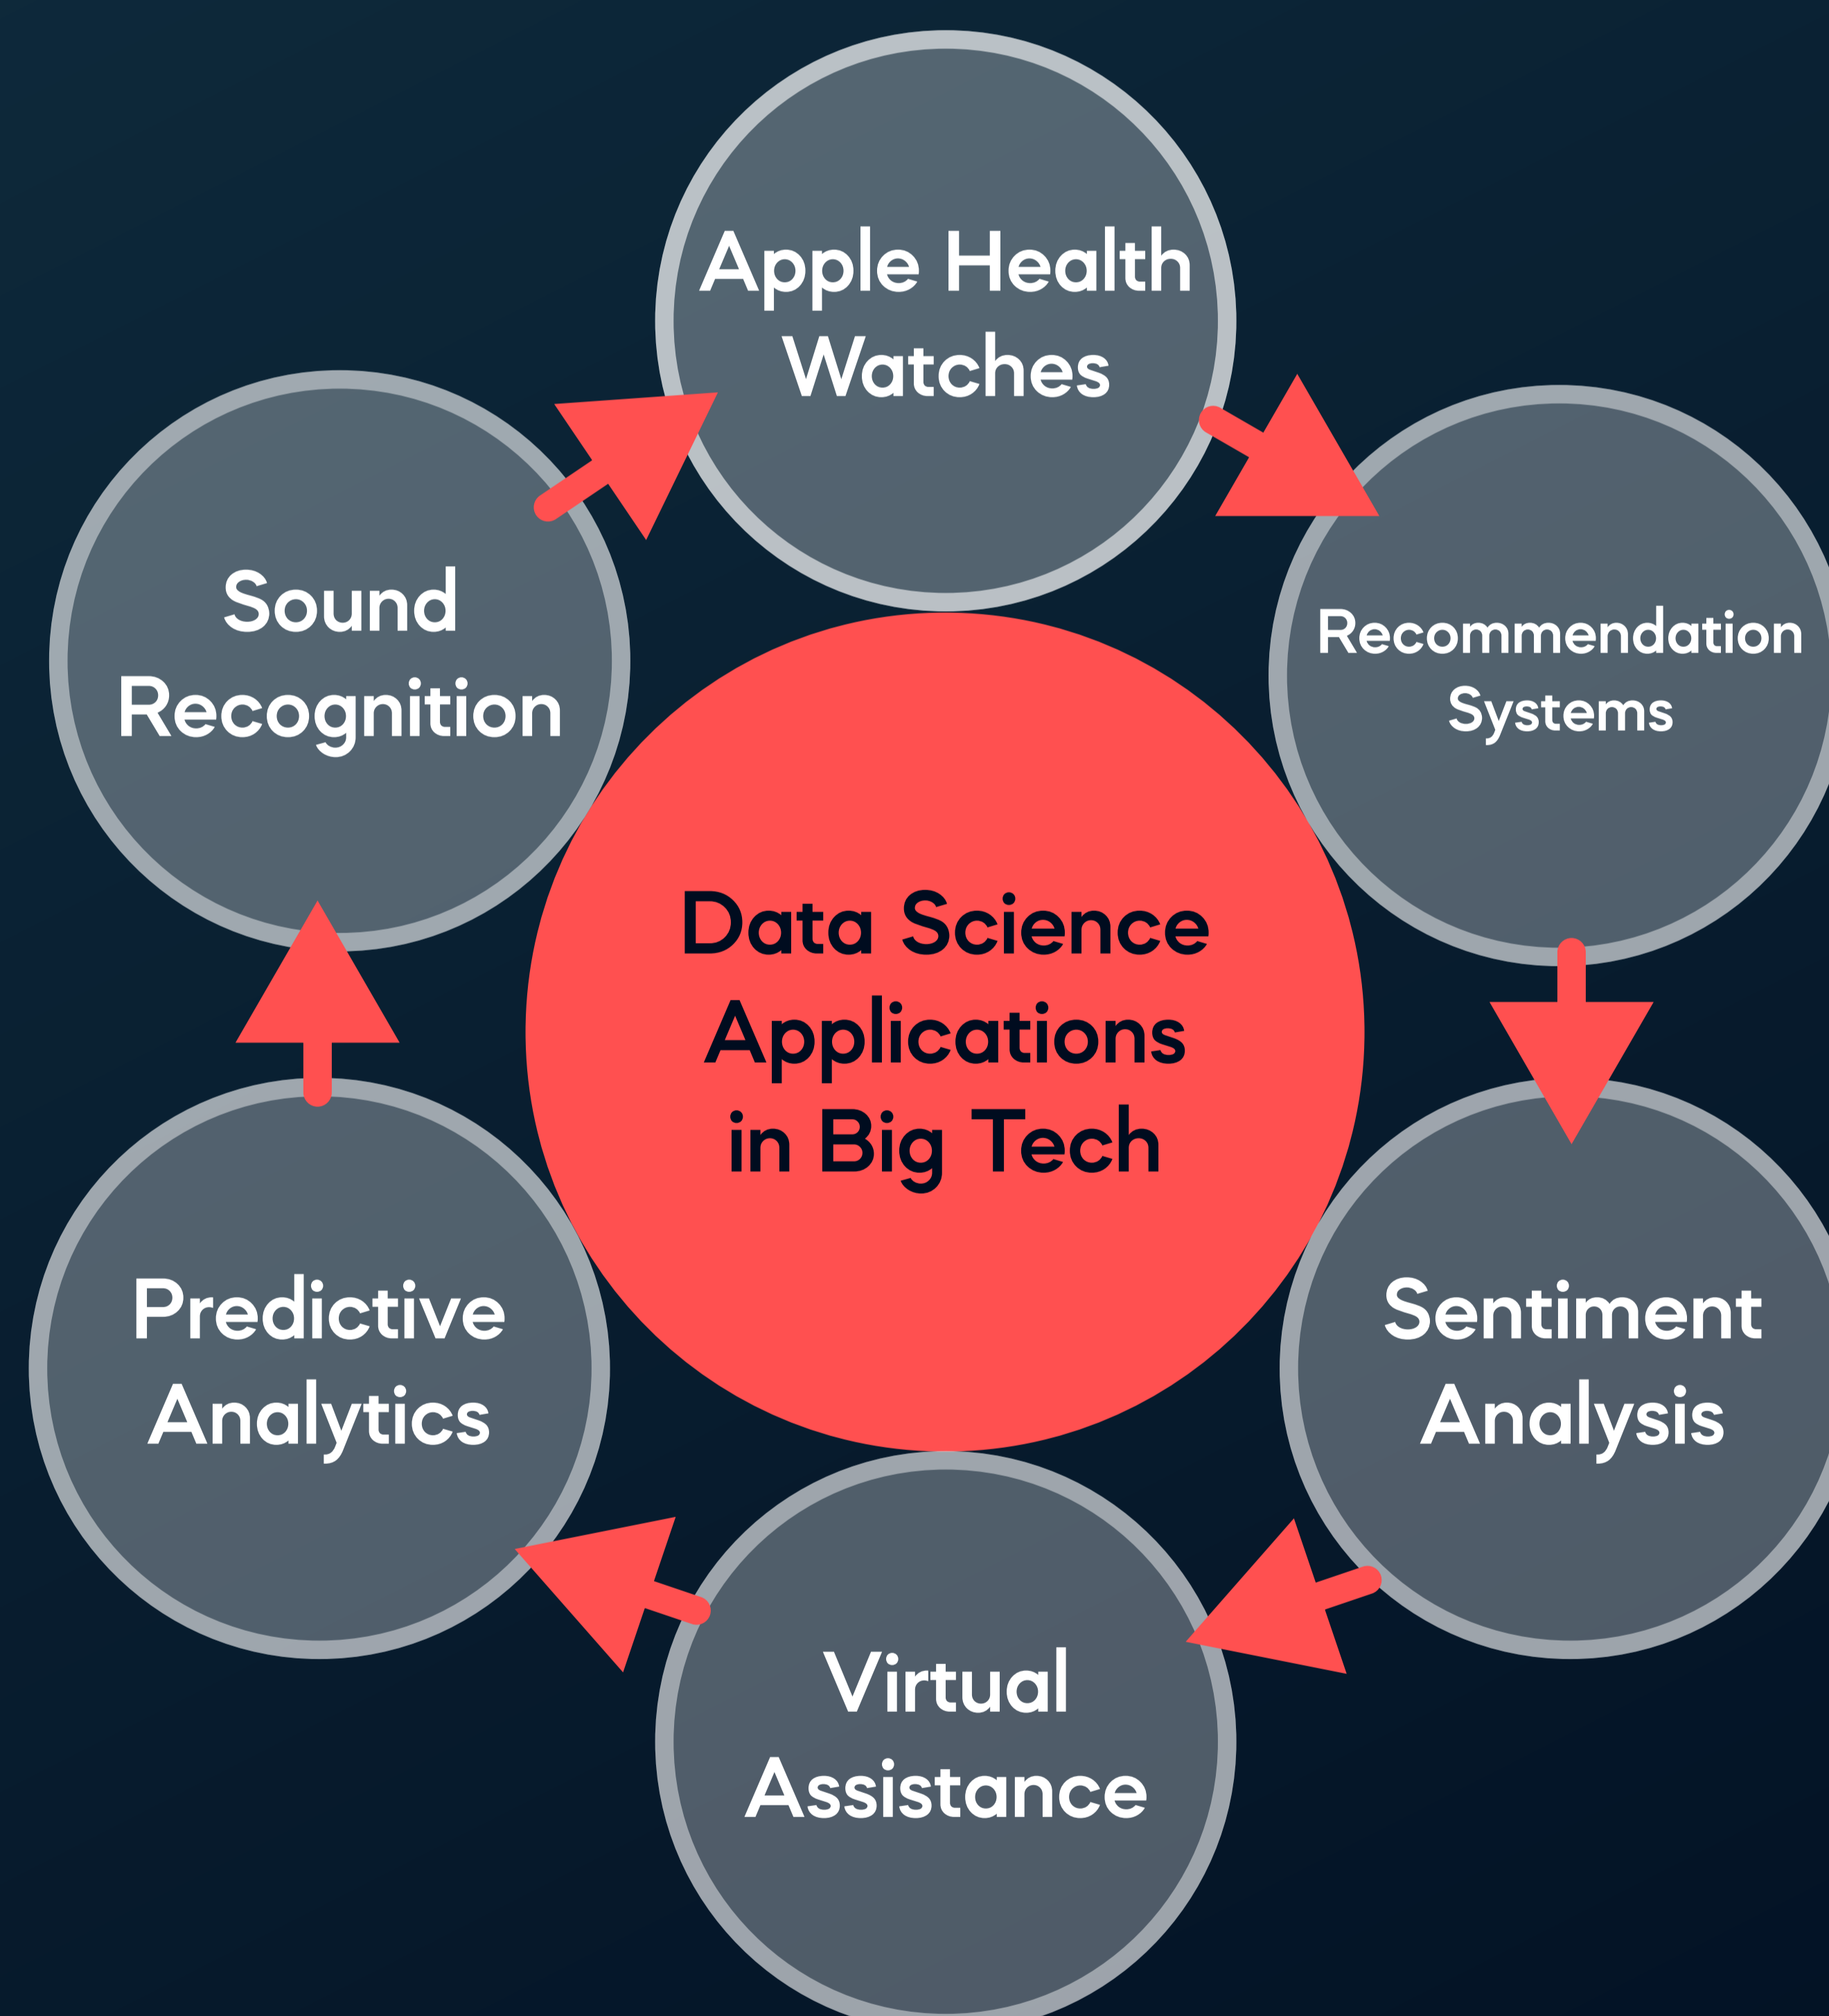 Apple Health
Watches
Recommendation
Systems
Sentiment
Analysis
Virtual
Assistance
Predictive
Analytics
Sound
Recognition
Data Science
Applications
in Big Tech